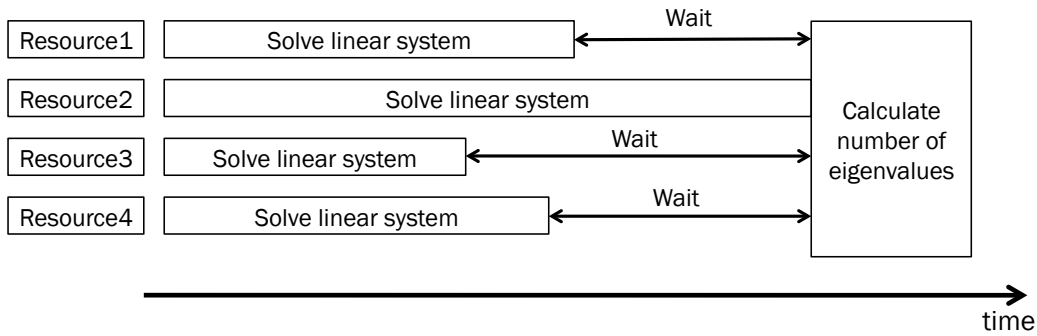 Wait
Resource1
Solve linear system
Resource2
Solve linear system
Wait
Resource3
Solve linear system
Wait
Resource4
Solve linear system
Calculate
number of
eigenvalues
time